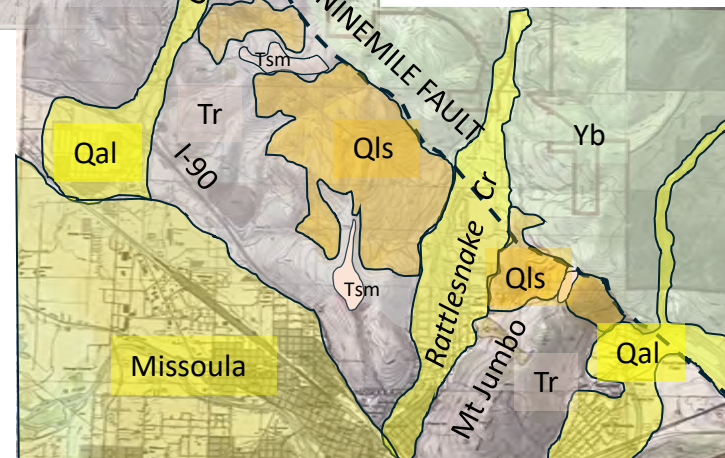 NINEMILE FAULT
Tsm
Tr
Yb
Qal
Qls
I-90
Rattlesnake Cr
Qls
Tsm
Missoula
Mt Jumbo
Tr
Qal